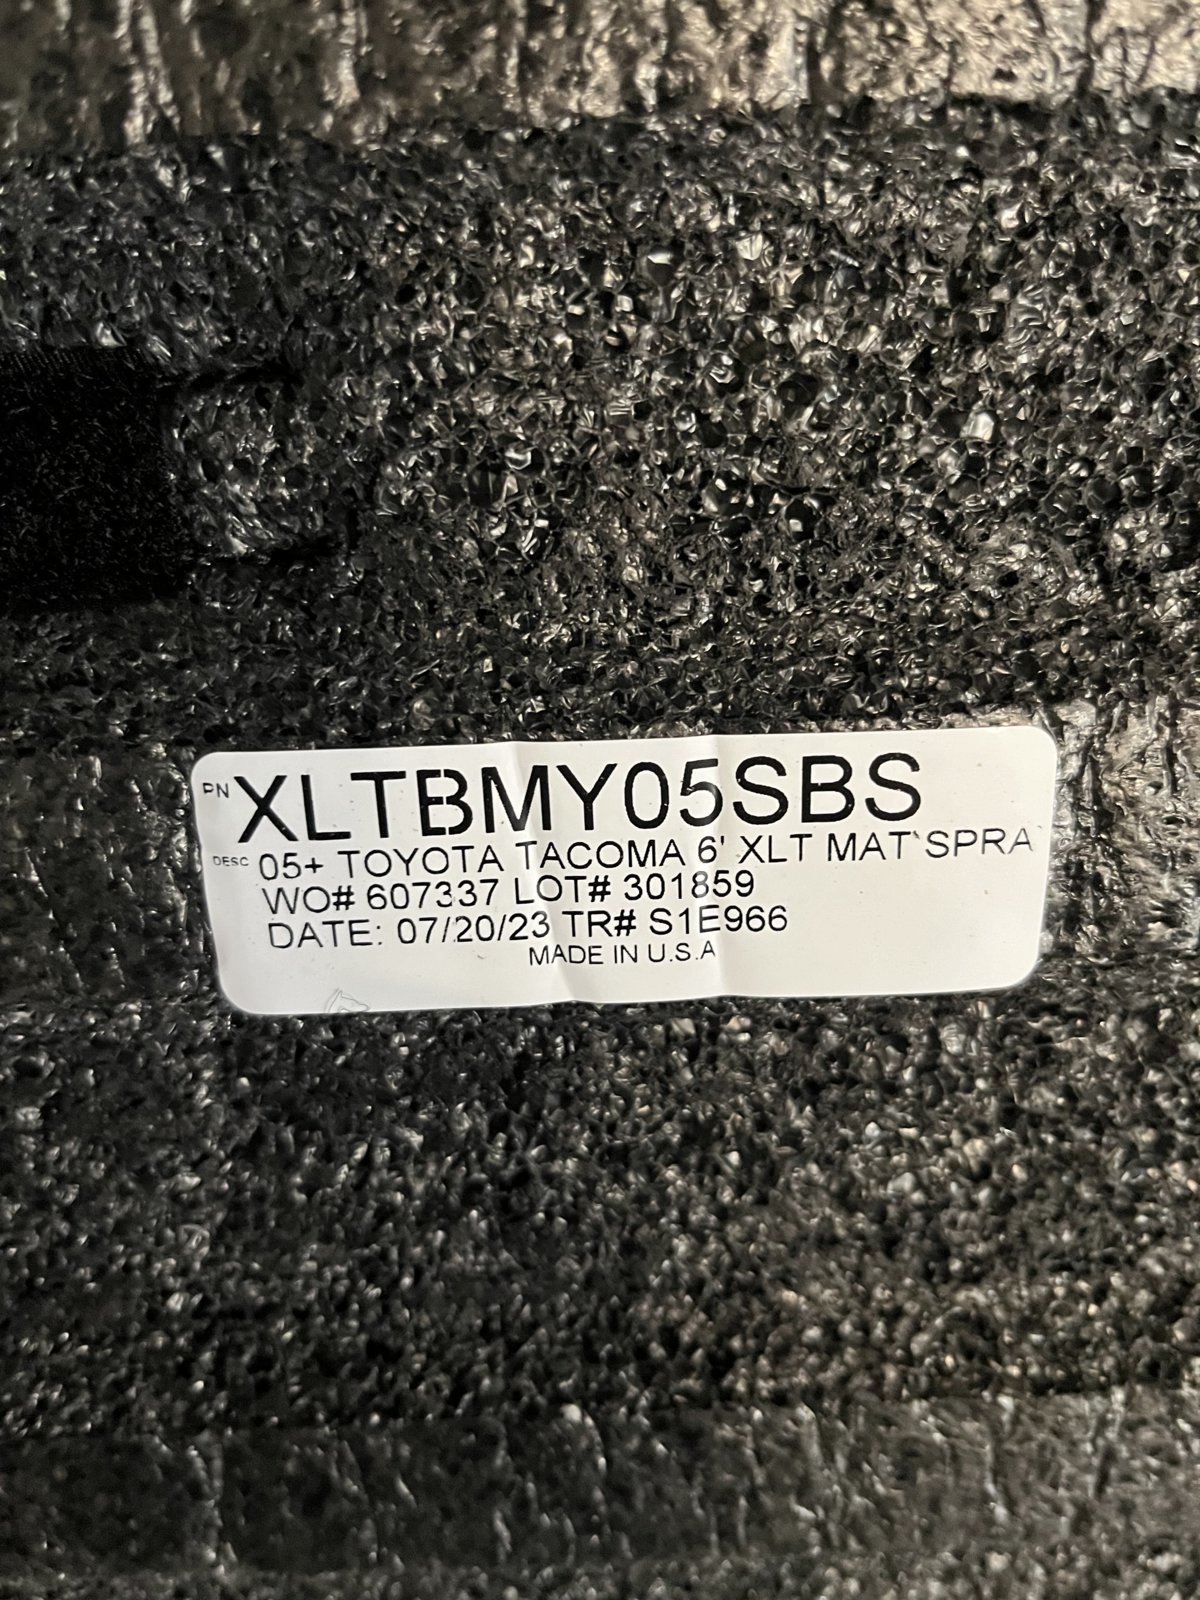 PN XLTBMY05SBS
DESC 05+ TOYOTA TACOMA 6' XLT MAT SPRA
WO# 607337 LOT# 301859
DATE: 07/20/23 TR# S1E966
MADE IN U.S.A